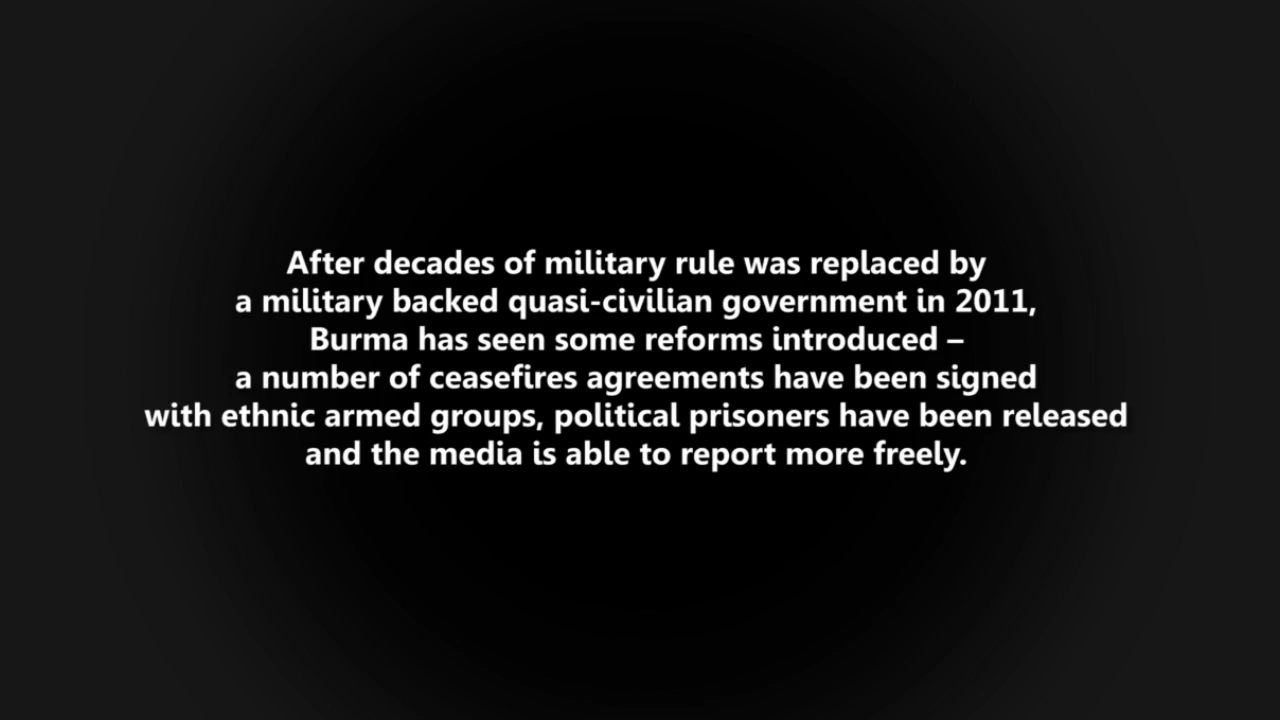 After decades of military rule was replaced by
a military backed quasi-civilian government in 2011,
Burma has seen some reforms introduced –
a number of ceasefires agreements have been signed
with ethnic armed groups, political prisoners have been released
and the media is able to report more freely.